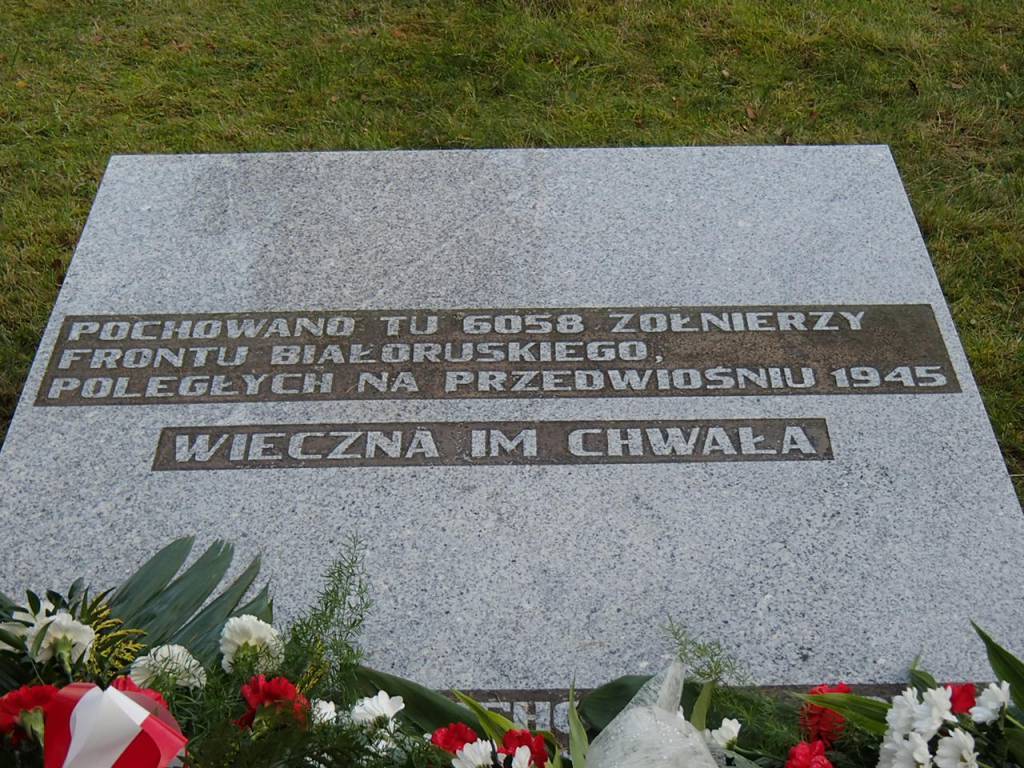 POCHOWANO TU 6058 ŻOŁNIERZY
FRONTU BIAŁORUSKIEGO,
POLEGŁYCH NA PRZEDWIOŚNIU 1945
WIECZNA IM CHWAŁA